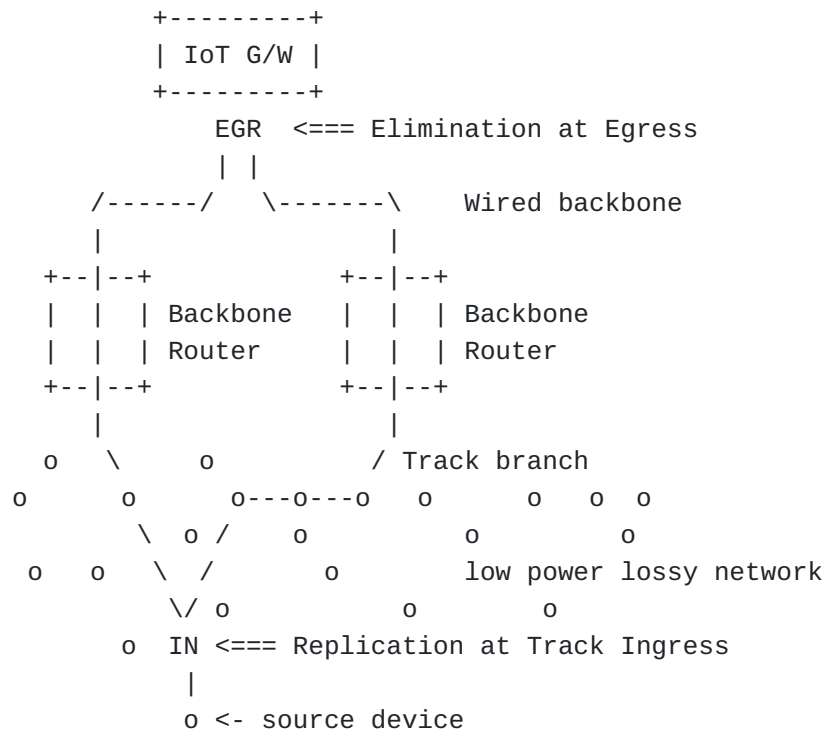 +---------+
| IoT G/W |
+---------+
EGR <=== Elimination at Egress
| |
/------/ \-------\ Wired backbone
| |
+--|--+ +--|--+
| | | Backbone | | | Backbone
| | | Router | | | Router
+--|--+ +--|--+
| |
o \ o / Track branch
o o o---o---o o o o o
\ o / o o o
o o \ / o low power lossy network
\/ o o o
o IN <=== Replication at Track Ingress
|
o <- source device